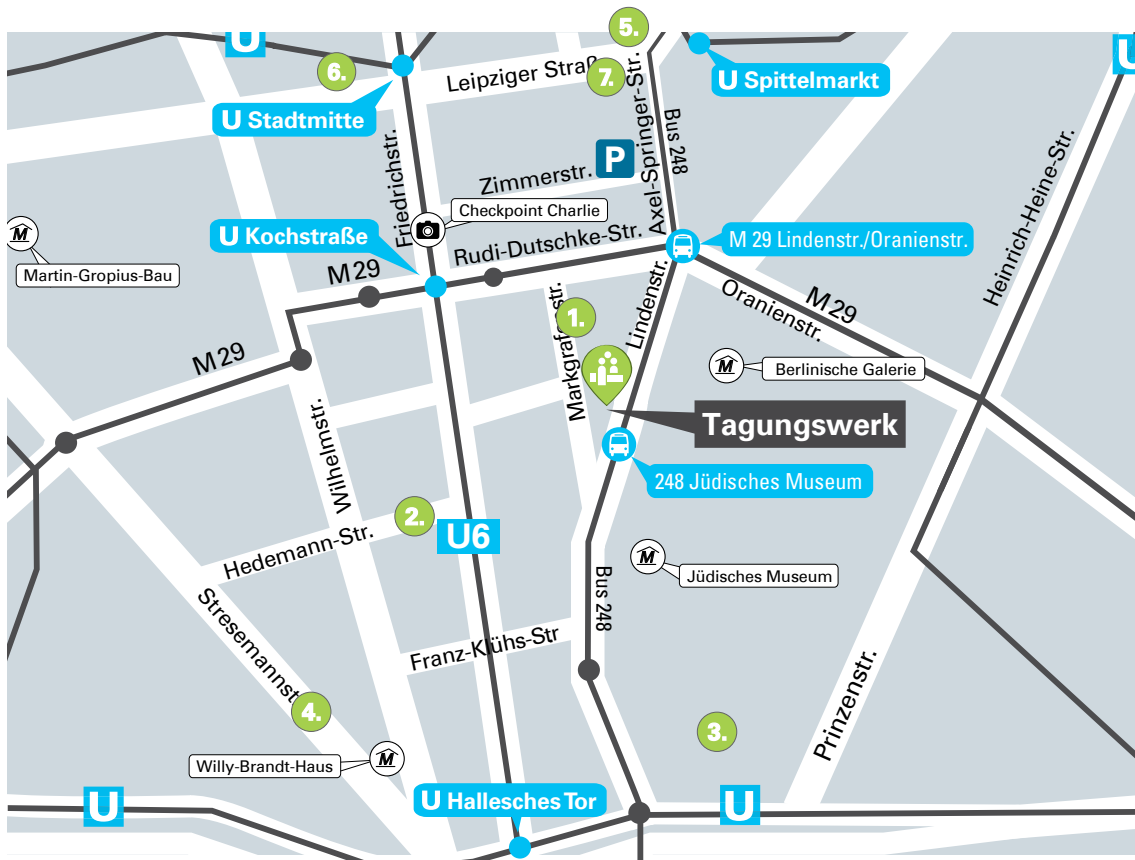 5.
U
6.
Leipziger Straß
7.
U Spittelmarkt
U
U Stadtmitte
Friedrichstr.
Zimmerstr.
P
Axel-Springer-Str.
Bus 248
Heinrich-Heine-Str.
M
Martin-Gropius-Bau
Checkpoint Charlie
U Kochstraße
Rudi-Dutschke-Str.
M 29 Lindenstr./Oranienstr.
M 29
M 29
Oranienstr.
M 29
1.
Markgrafenstr.
Lindenstr.
M
Berlinische Galerie
Tagungswerk
Wilhelmstr.
248 Jüdisches Museum
2.
Hedemann-Str.
U6
M
Jüdisches Museum
Bus 248
Stresemannst
Franz-Klühs-Str
4.
3.
Prinzenstr.
M
Willy-Brandt-Haus
U
U Hallesches Tor
U